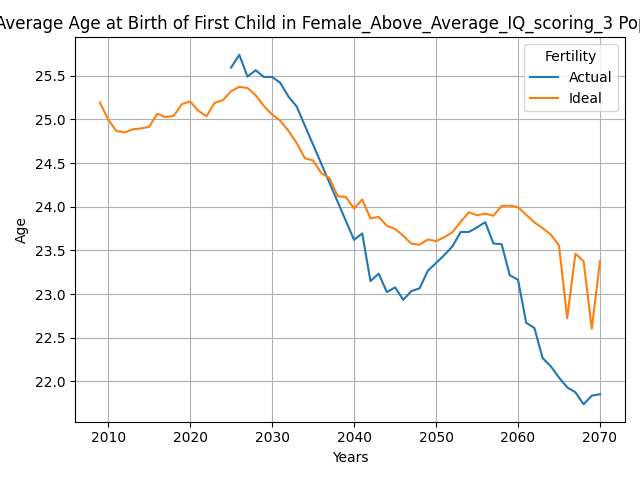 Average Age at Birth of First Child in Female_Above_Average_IQ_scoring_3
Fertility
Actual
Ideal
25.5
25.0
24.5
24.0
23.5
23.0
22.5
22.0
Age
2010 2020 2030 2040 2050 2060 2070
Years